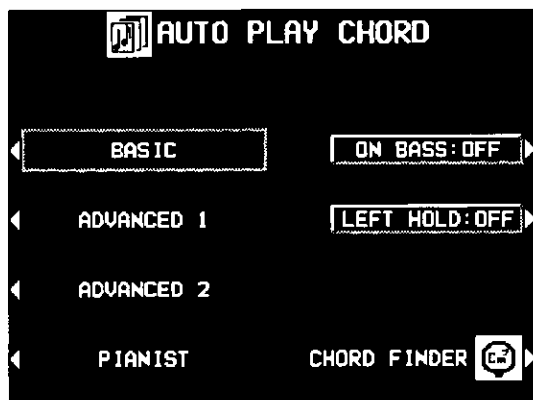 AUTO PLAY CHORD
BASIC
ON BASS:OFF
ADVANCED 1
LEFT HOLD:OFF
ADVANCED 2
PIANIST
CHORD FINDER